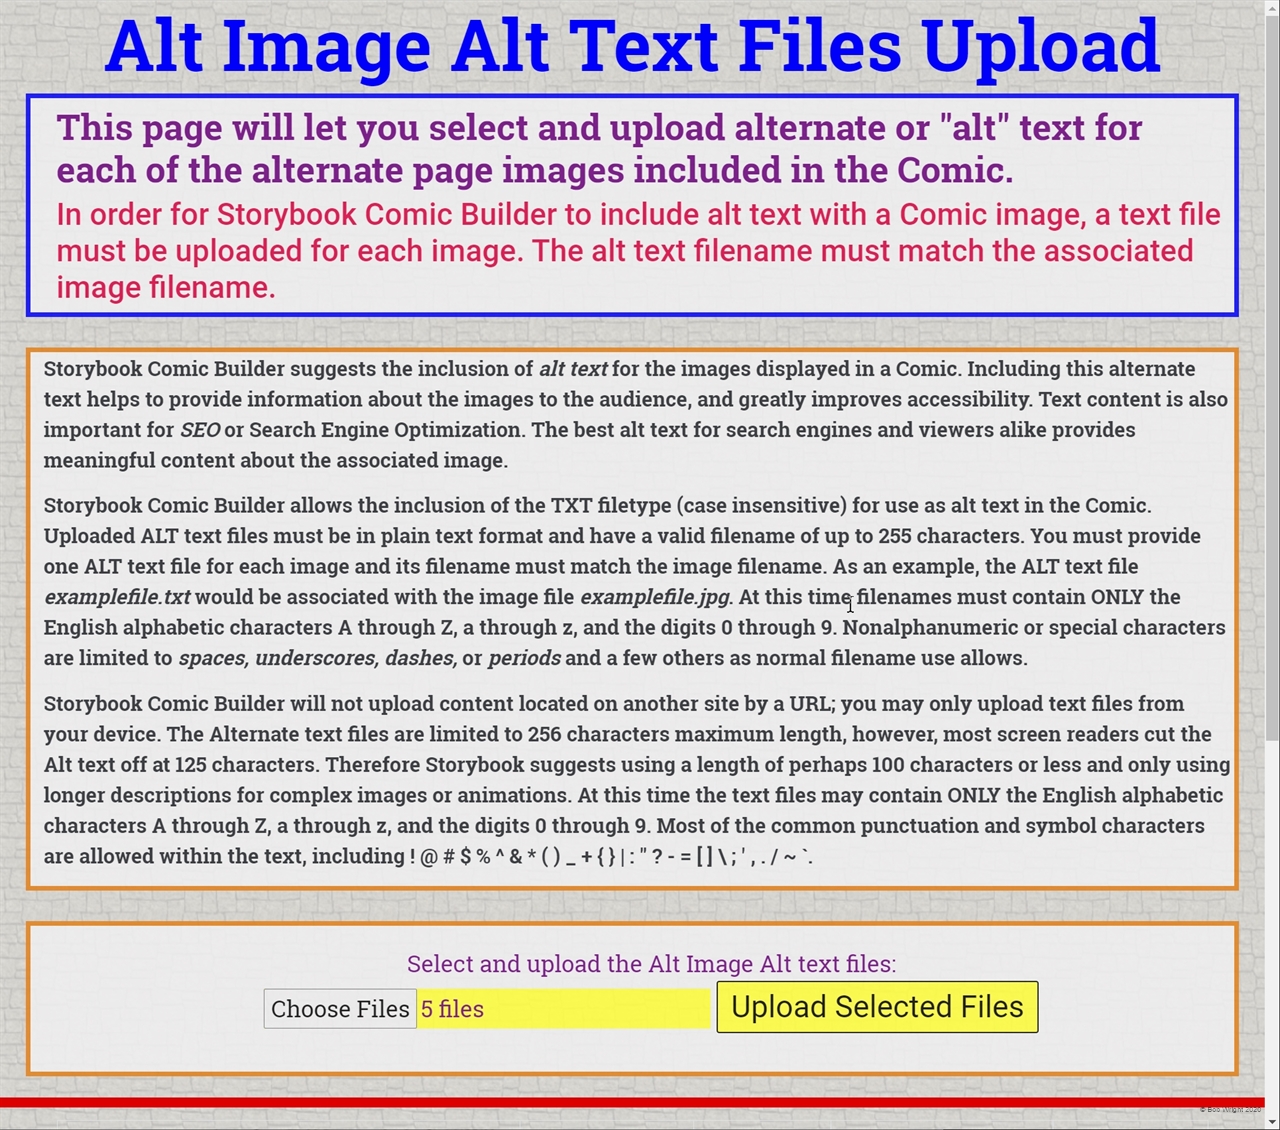 Alt Image Alt Text Files Upload
This page will let you select and upload alternate or "alt" text for
each of the alternate page images included in the Comic.
In order for Storybook Comic Builder to include alt text with a Comic image, a text file
must be uploaded for each image. The alt text filename must match the associated
image filename.
Storybook Comic Builder suggests the inclusion of alt text for the images displayed in a Comic. Including this alternate
text helps to provide information about the images to the audience, and greatly improves accessibility. Text content is also
important for SEO or Search Engine Optimization. The best alt text for search engines and viewers alike provides
meaningful content about the associated image.
Storybook Comic Builder allows the inclusion of the TXT filetype (case insensitive) for use as alt text in the Comic.
Uploaded ALT text files must be in plain text format and have a valid filename of up to 255 characters. You must provide
one ALT text file for each image and its filename must match the image filename. As an example, the ALT text file
examplefile.txt would be associated with the image file examplefile.jpg. At this time filenames must contain ONLY the
English alphabetic characters A through Z, a through z, and the digits 0 through 9. Nonalphanumeric or special characters
are limited to spaces, underscores, dashes, or periods and a few others as normal filename use allows.
Storybook Comic Builder will not upload content located on another site by a URL; you may only upload text files from
your device. The Alternate text files are limited to 256 characters maximum length, however, most screen readers cut the
Alt text off at 125 characters. Therefore Storybook suggests using a length of perhaps 100 characters or less and only using
longer descriptions for complex images or animations. At this time the text files may contain ONLY the English alphabetic
characters A through Z, a through z, and the digits 0 through 9. Most of the common punctuation and symbol characters
are allowed within the text, including ! @ # $ % ^ & * ( ) _ + { } | : " ? - = [ ] \ ; ' , . / ~ `.
Select and upload the Alt Image Alt text files:
Choose Files 5 files Upload Selected Files
© Bob Wright 2020